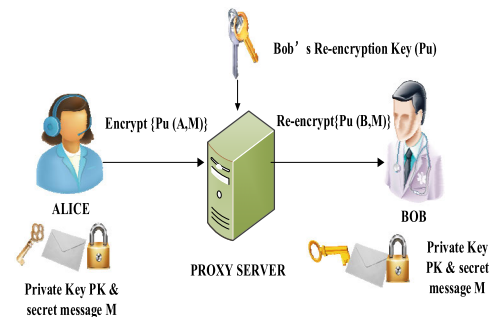 Bob's Re-encryption Key (Pu)
Encrypt {Pu (A,M)}
Re-encrypt{Pu (B,M)}
ALICE
BOB
PROXY SERVER
Private Key PK &
secret message M
Private Key
PK & secret
message M